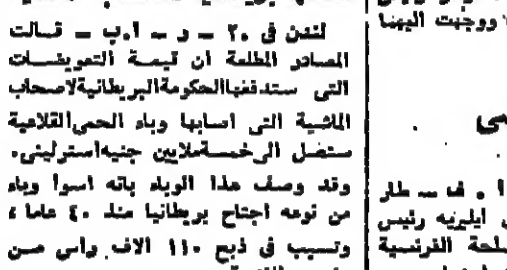 لندن في ٢٠ – ر – ا.ب – قالت
المصادر المطلعة ان قيمة التعويضات
التي ستدفعها الحكومة البريطانية لاصحاب
الماشية التي اصابها وباء الحمى القلاعية
ستصل الى خمسة ملايين جنيه استرليني.
وقد وصف هذا الوباء بانه اسوا وباء
من نوعه اجتاح بريطانيا منذ ٤٠ عاما ،
وتسبب في ذبح ١١٠ الاف راس من
ووجهت الينا
ا . ف – طار
رئيس
الفرنسية